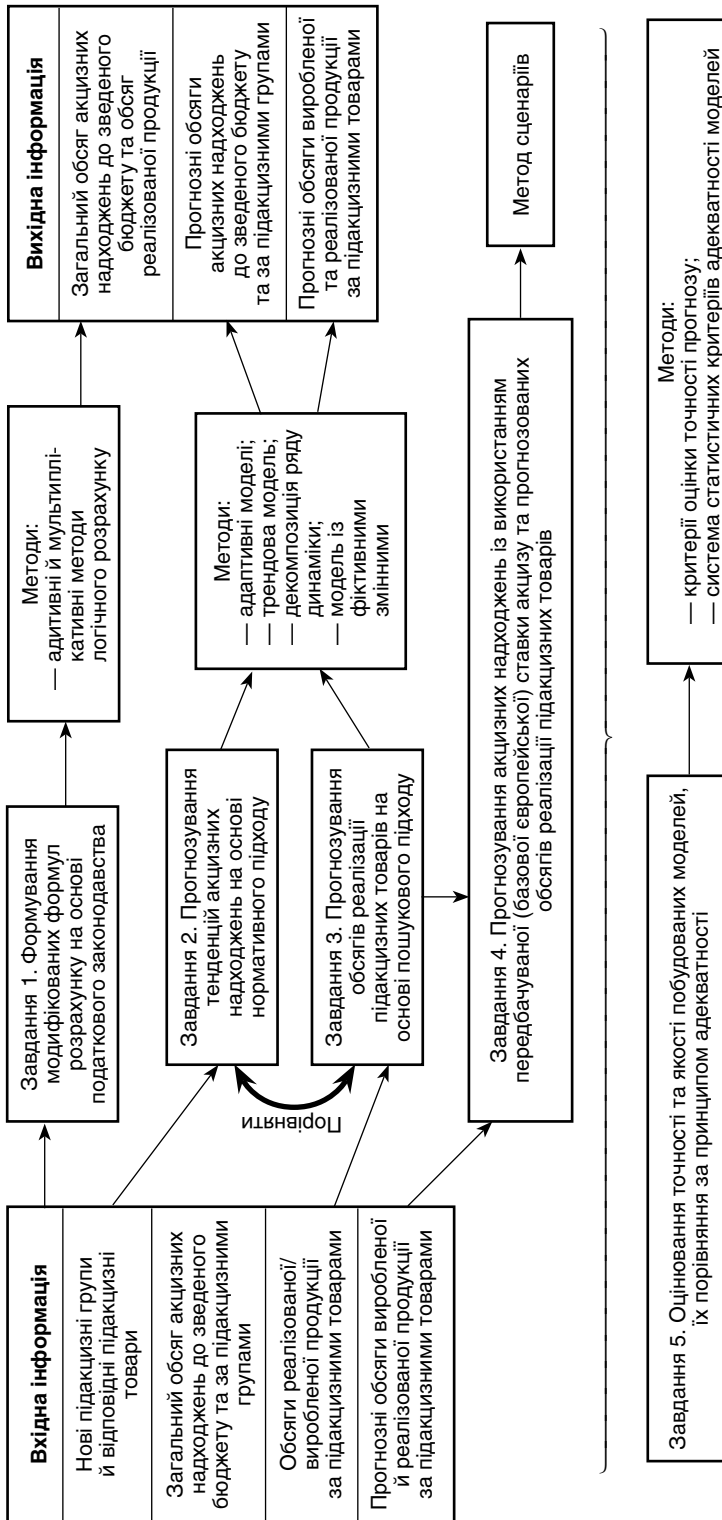 Вхідна інформація
Нові підакцизні групи
й відповідні підакцизні
товари
Загальний обсяг акцизних
надходжень до зведеного
бюджету та за підакцизними
групами
Обсяги реалізованої/
виробленої продукції
за підакцизними товарами
Прогнозні обсяги виробленої
й реалізованої продукції
за підакцизними товарами
Завдання 1. Формування
модифікованих формул
розрахунку на основі
податкового законодавства
Завдання 2. Прогнозування
тенденцій акцизних
надходжень на основі
нормативного підходу
Порівняти
Завдання 3. Прогнозування
обсягів реалізації
підакцизних товарів на
основі пошукового підходу
Методи:
— адитивні й мультиплі-
кативні методи
логічного розрахунку
Методи:
— адаптивні моделі;
— трендова модель;
— декомпозиція ряду
динаміки;
— модель із
фіктивними
змінними
Вихідна інформація
Загальний обсяг акцизних
надходжень до зведеного
бюджету та обсяг
реалізованої продукції
Прогнозні обсяги
акцизних надходжень
до зведеного бюджету
та за підакцизними групами
Прогнозні обсяги виробленої
та реалізованої продукції
за підакцизними товарами
Завдання 4. Прогнозування акцизних надходжень із використанням
передбачуваної (базової європейської) ставки акцизу та прогнозованих
обсягів реалізації підакцизних товарів
Метод сценаріїв
Завдання 5. Оцінювання точності та якості побудованих моделей,
їх порівняння за принципом адекватності
Методи:
— критерії оцінки точності прогнозу;
— система статистичних критеріїв адекватності моделей